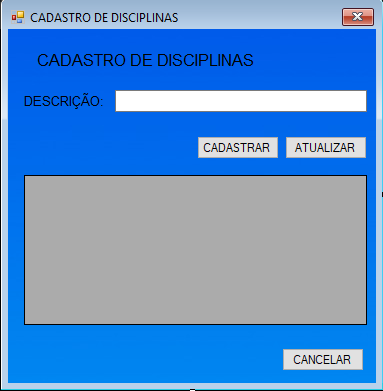 CADASTRO DE DISCIPLINAS
CADASTRO DE DISCIPLINAS
DESCRIÇÃO:
CADASTRAR ATUALIZAR
CANCELAR